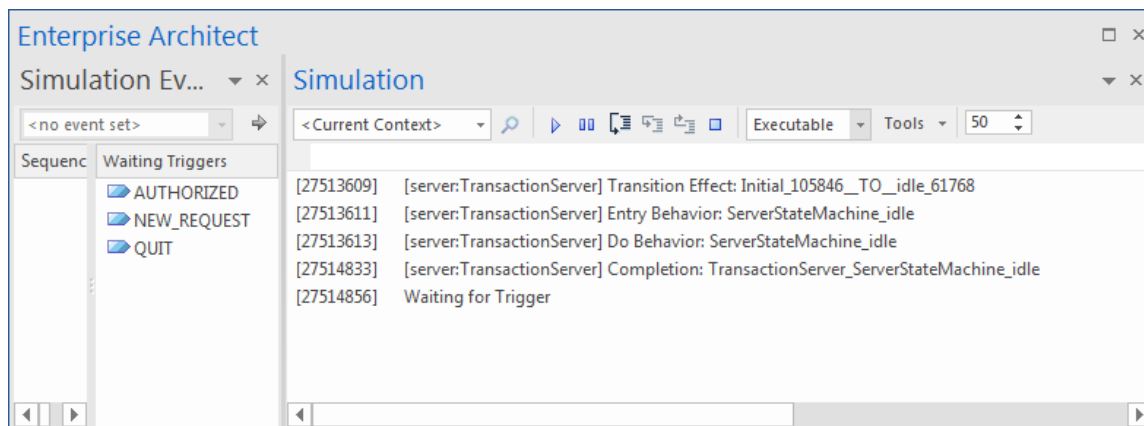 Enterprise Architect
Simulation Ev...
Simulation
<no event set>
<Current Context>
Executable
Tools
50
Sequenc
Waiting Triggers
AUTHORIZED
NEW_REQUEST
QUIT
[27513609] [server:TransactionServer] Transition Effect: Initial_105846__TO__idle_61768
[27513611] [server:TransactionServer] Entry Behavior: ServerStateMachine_idle
[27513613] [server:TransactionServer] Do Behavior: ServerStateMachine_idle
[27514833] [server:TransactionServer] Completion: TransactionServer_ServerStateMachine_idle
[27514856] Waiting for Trigger